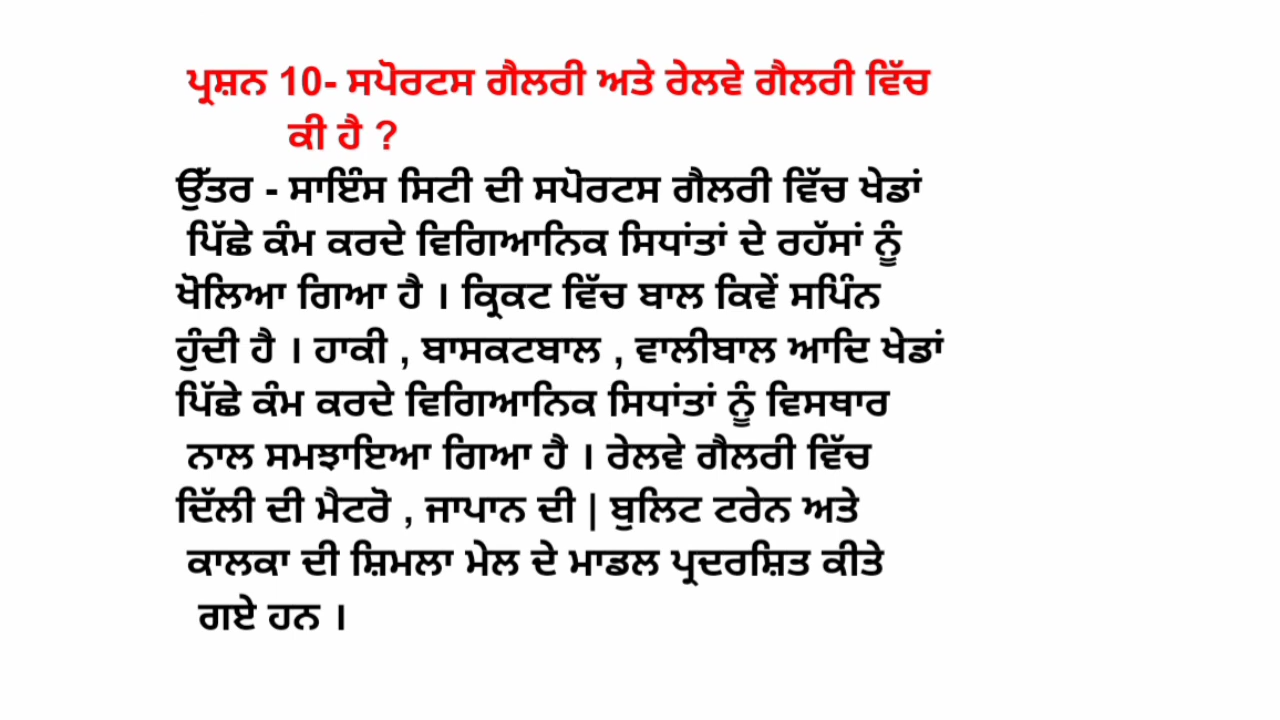 ਪ੍ਰਸ਼ਨ 10- ਸਪੋਰਟਸ ਗੈਲਰੀ ਅਤੇ ਰੇਲਵੇ ਗੈਲਰੀ ਵਿੱਚ
ਕੀ ਹੈ ?
ਉੱਤਰ - ਸਾਇੰਸ ਸਿਟੀ ਦੀ ਸਪੋਰਟਸ ਗੈਲਰੀ ਵਿੱਚ ਖੇਡਾਂ
ਪਿੱਛੇ ਕੰਮ ਕਰਦੇ ਵਿਗਿਆਨਿਕ ਸਿਧਾਂਤਾਂ ਦੇ ਰਹੱਸਾਂ ਨੂੰ
ਖੋਲਿਆ ਗਿਆ ਹੈ । ਕ੍ਰਿਕਟ ਵਿੱਚ ਬਾਲ ਕਿਵੇਂ ਸਪਿੰਨ
ਹੁੰਦੀ ਹੈ । ਹਾਕੀ , ਬਾਸਕਟਬਾਲ , ਵਾਲੀਬਾਲ ਆਦਿ ਖੇਡਾਂ
ਪਿੱਛੇ ਕੰਮ ਕਰਦੇ ਵਿਗਿਆਨਿਕ ਸਿਧਾਂਤਾਂ ਨੂੰ ਵਿਸਥਾਰ
ਨਾਲ ਸਮਝਾਇਆ ਗਿਆ ਹੈ । ਰੇਲਵੇ ਗੈਲਰੀ ਵਿੱਚ
ਦਿੱਲੀ ਦੀ ਮੈਟਰੋ , ਜਾਪਾਨ ਦੀ | ਬੁਲਿਟ ਟਰੇਨ ਅਤੇ
ਕਾਲਕਾ ਦੀ ਸ਼ਿਮਲਾ ਮੇਲ ਦੇ ਮਾਡਲ ਪ੍ਰਦਰਸ਼ਿਤ ਕੀਤੇ
ਗਏ ਹਨ ।